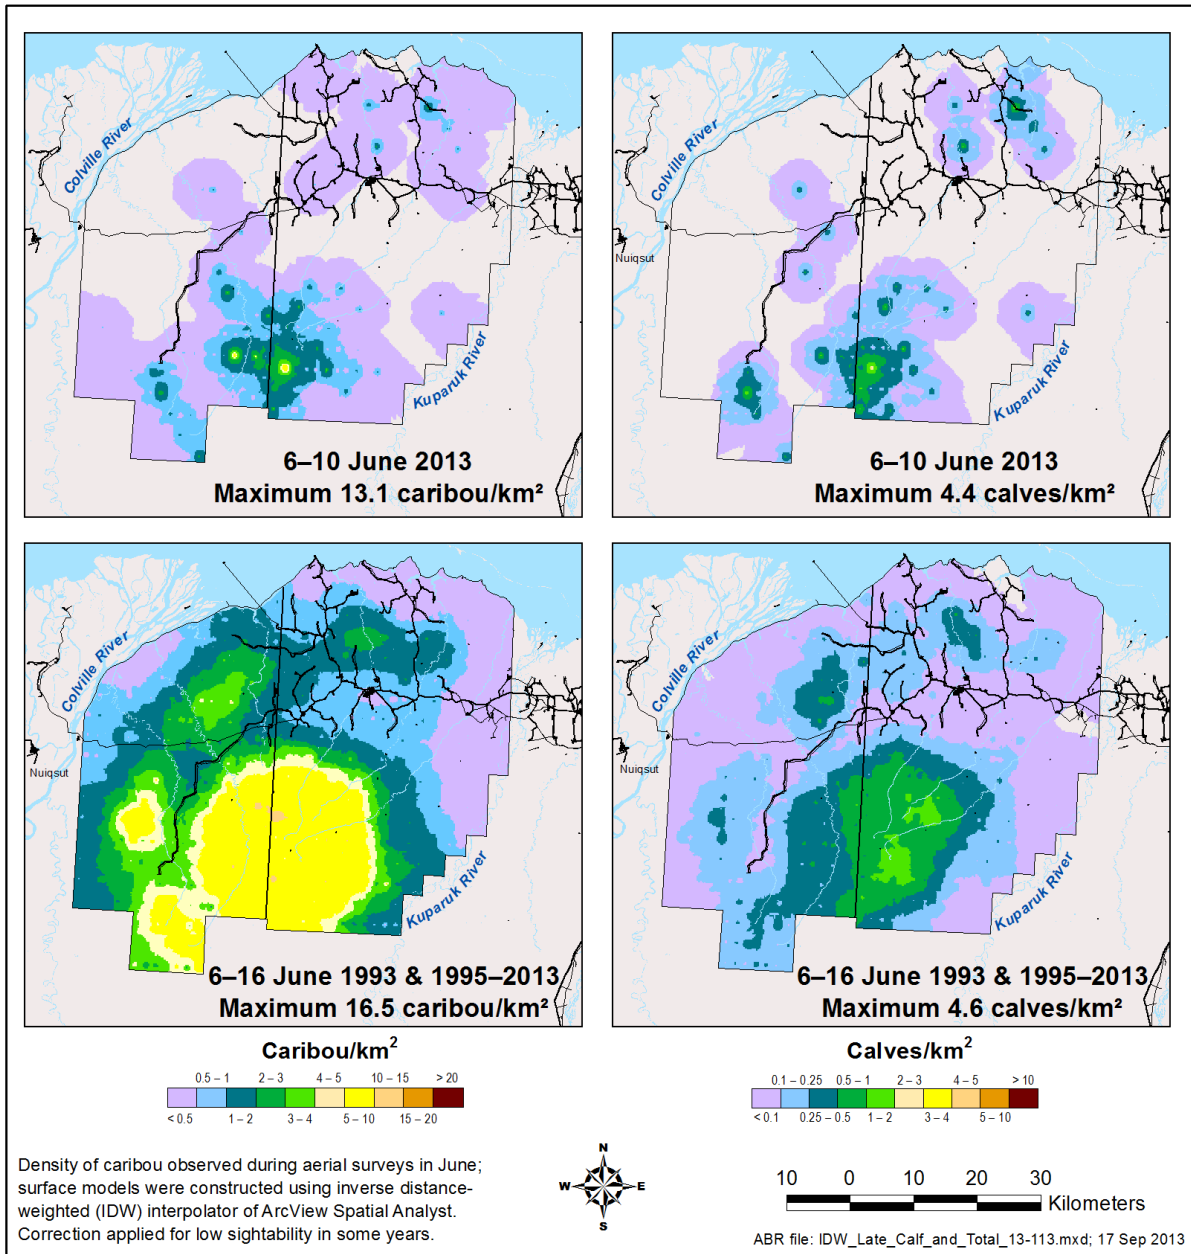 Colville River
Kuparuk River
6–10 June 2013
Maximum 13.1 caribou/km²
Colville River
Nuiqsut
Kuparuk River
6–10 June 2013
Maximum 4.4 calves/km²
Colville River
Nuiqsut
Kuparuk River
6–16 June 1993 & 1995–2013
Maximum 16.5 caribou/km²
Colville River
Nuiqsut
Kuparuk River
6–16 June 1993 & 1995–2013
Maximum 4.6 calves/km²
Caribou/km²
0.5 – 1 2 – 3 4 – 5 10 – 15 > 20
< 0.5 1 – 2 3 – 4 5 – 10 15 – 20
Calves/km²
0.1 – 0.25 0.5 – 1 2 – 3 4 – 5 > 10
< 0.1 0.25 – 0.5 1 – 2 3 – 4 5 – 10
Density of caribou observed during aerial surveys in June;
surface models were constructed using inverse distance-
weighted (IDW) interpolator of ArcView Spatial Analyst.
Correction applied for low sightability in some years.
N
W E
S
10 0 10 20 30
Kilometers
ABR file: IDW_Late_Calf_and_Total_13-113.mxd; 17 Sep 2013